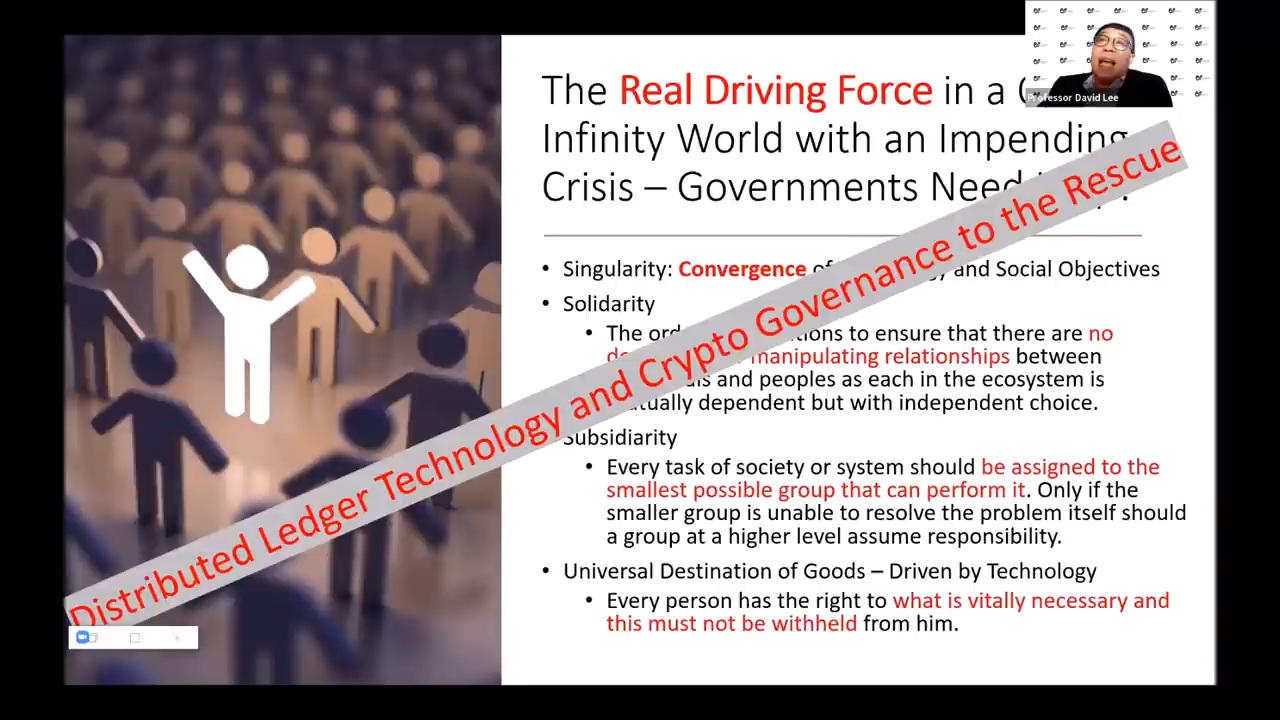 The Real Driving Force in a
Infinity World with an Impending
Crisis – Governments Need
Professor David Lee
Distributed Ledger Technology and Crypto Governance to the Rescue
• Singularity: Convergence of and Social Objectives
• Solidarity
• The to ensure that there are no
manipulating relationships between
and peoples as each in the ecosystem is
mutually dependent but with independent choice.
Subsidiarity
• Every task of society or system should be assigned to the
smallest possible group that can perform it. Only if the
smaller group is unable to resolve the problem itself should
a group at a higher level assume responsibility.
• Universal Destination of Goods – Driven by Technology
• Every person has the right to what is vitally necessary and
this must not be withheld from him.